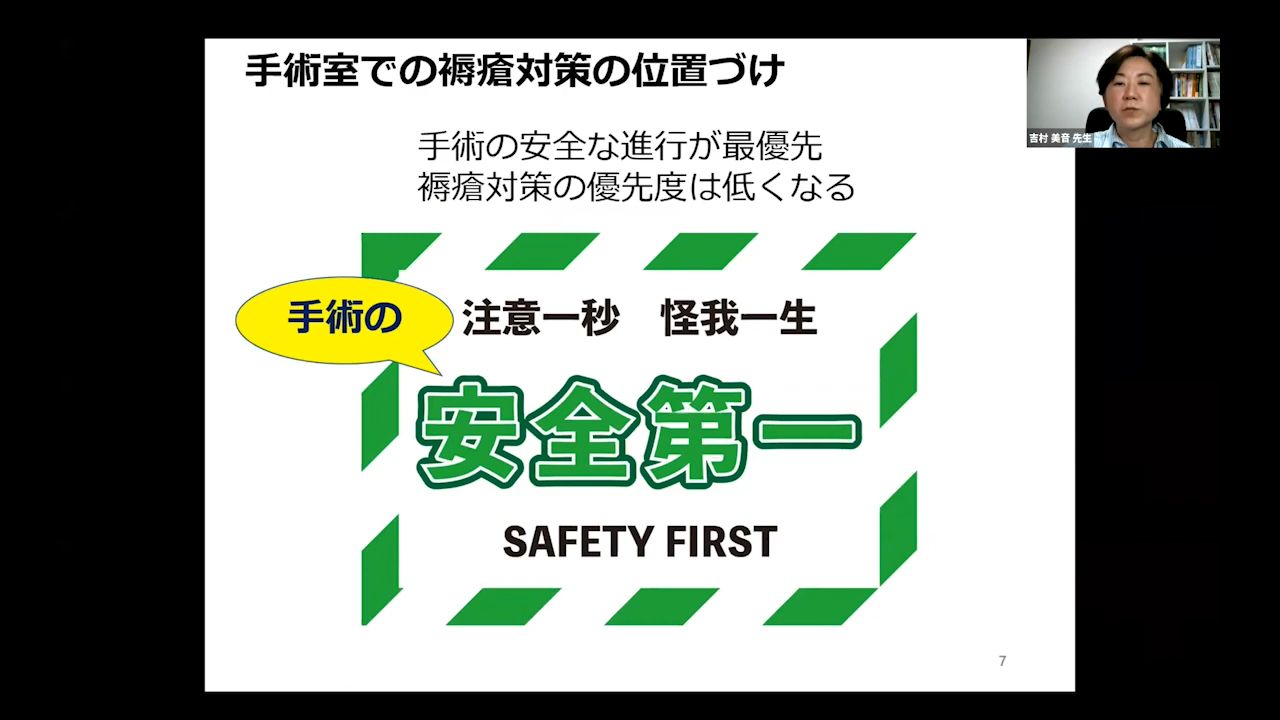 手術室での褥瘡対策の位置づけ
吉村 美音 先生
手術の安全な進行が最優先
褥瘡対策の優先度は低くなる
手術の
注意一秒 怪我一生
安全第一
SAFETY FIRST
7